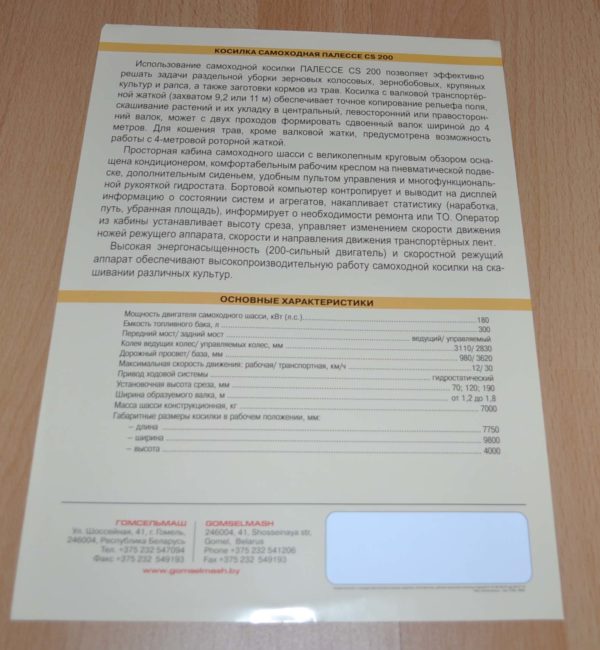 КОСИЛКА САМОХОДНАЯ ПАЛЕССЕ CS 200
Использование самоходной косилки ПАЛЕССЕ CS 200 позволяет эффективно
решать задачи раздельной уборки зерновых колосовых, зернобобовых, крупяных
культур и рапса, а также заготовки кормов из трав. Косилка с валковой транспортёр-
ной жаткой (захватом 9,2 или 11 м) обеспечивает точное копирование рельефа поля,
скашивание растений и их укладку в центральный, левосторонний или правосторон-
ний валок, может с двух проходов формировать сдвоенный валок шириной до 4
метров. Для кошения трав, кроме валковой жатки, предусмотрена возможность
работы с 4-метровой роторной жаткой.
Просторная кабина самоходного шасси с великолепным круговым обзором осна-
щена кондиционером, комфортабельным рабочим креслом на пневматической подве-
ске, дополнительным сиденьем, удобным пультом управления и многофункциональ-
ной рукояткой гидростата. Бортовой компьютер контролирует и выводит на дисплей
информацию о состоянии систем и агрегатов, накапливает статистику (наработка,
путь, убранная площадь), информирует о необходимости ремонта или ТО. Оператор
из кабины устанавливает высоту среза, управляет изменением скорости движения
ножей режущего аппарата, скорости и направления движения транспортёрных лент.
Высокая энергонасыщенность (200-сильный двигатель) и скоростной режущий
аппарат обеспечивают высокопроизводительную работу самоходной косилки на ска-
шивании различных культур.
ОСНОВНЫЕ ХАРАКТЕРИСТИКИ
Мощность двигателя самоходного шасси, кВт (л.с.) 180
Емкость топливного бака, л 300
Передний мост/ задний мост ведущий/ управляемый
Колея ведущих колес/ управляемых колес, мм 3110/ 2830
Дорожный просвет/ база, мм 980/ 3620
Максимальная скорость движения: рабочая/ транспортная, км/ч 12/ 30
Привод ходовой системы гидростатический
Установочная высота среза, мм 70; 120; 190
Ширина образуемого валка, м от 1,2 до 1,8
Масса шасси конструкционная, кг 7000
Габаритные размеры косилки в рабочем положении, мм:
– длина 7750
– ширина 9800
– высота 4000
ГОМСЕЛЬМАШ
Ул. Шоссейная, 41, г. Гомель,
246004, Республика Беларусь
Тел. +375 232 547094
Факс +375 232 549193
GOMSELMASH
246004, 41, Shosseinaya str,
Gomel, Belarus
Phone +375 232 541206
Fax +375 232 549193
www.gomselmash.by